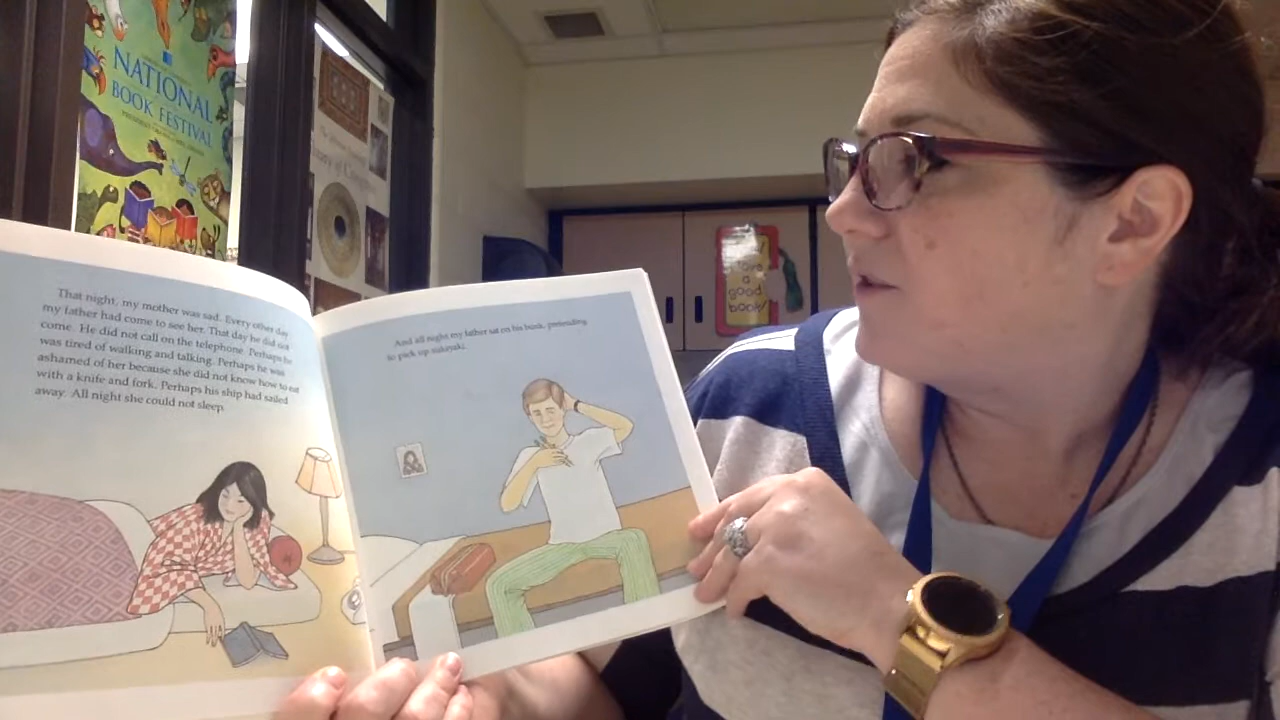 NATIONAL
BOOK FESTIVAL
That night, my mother was sad. Every other day
my father had come to see her. That day he did not
come. He did not call on the telephone. Perhaps he
was tired of walking and talking. Perhaps he was
ashamed of her because she did not know how to eat
with a knife and fork. Perhaps his ship had sailed
away. All night she could not sleep.
And all night my father sat on his bunk, pretending
to pick up sukiyaki.
a
good
book!